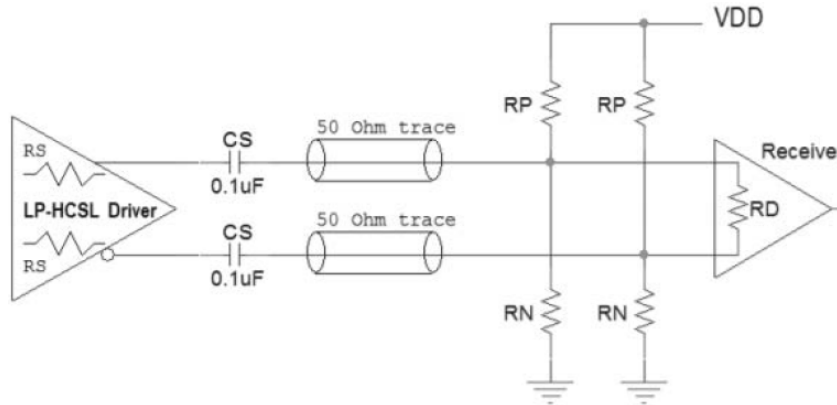 VDD
RP
RP
50 Ohm trace
CS
0.1uF
RS
LP-HCSL Driver
RS
Receive
RD
50 Ohm trace
CS
0.1uF
RN
RN